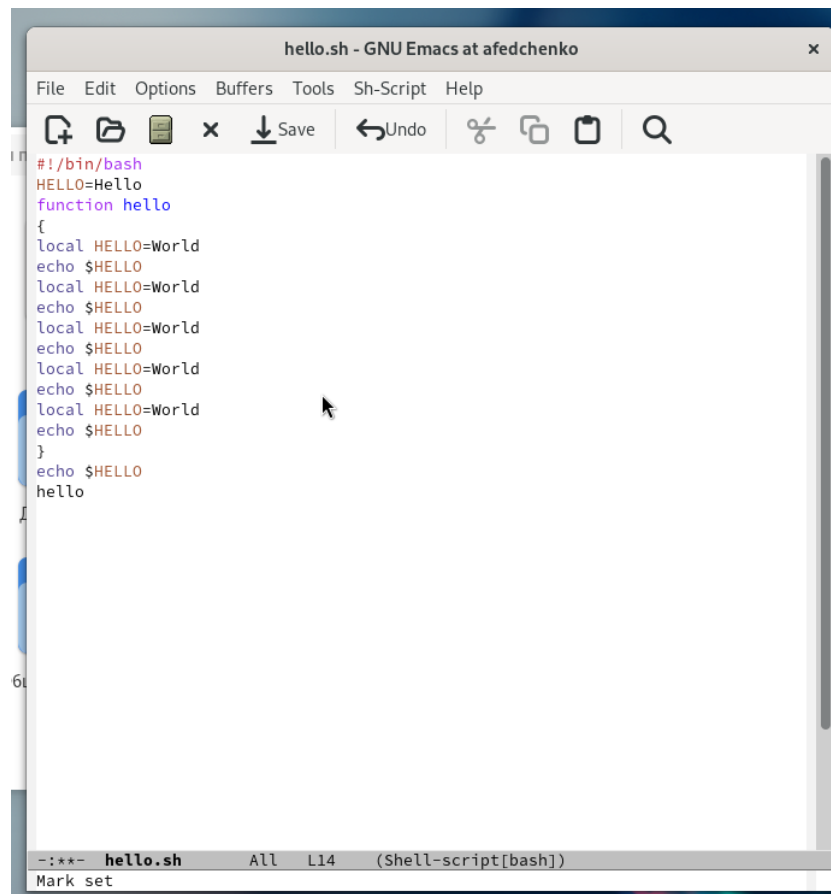 hello.sh - GNU Emacs at afedchenko
File Edit Options Buffers Tools Sh-Script Help
Save Undo
#!/bin/bash
HELLO=Hello
function hello
{
local HELLO=World
echo $HELLO
local HELLO=World
echo $HELLO
local HELLO=World
echo $HELLO
local HELLO=World
echo $HELLO
local HELLO=World
echo $HELLO
}
echo $HELLO
hello
-:**- hello.sh All L14 (Shell-script[bash])
Mark set